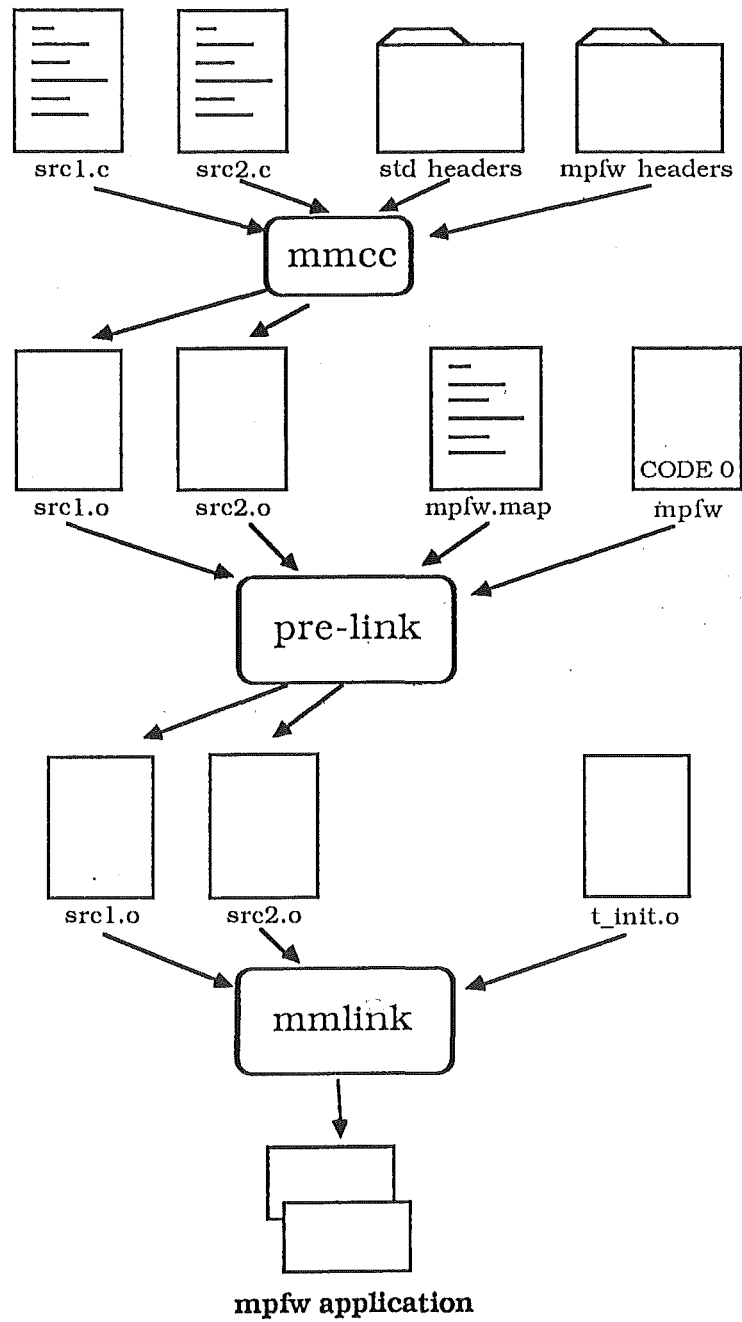 src1.c
src2.c
std headers
mpfw headers
mmcc
src1.o
src2.o
mpfw.map
CODE 0
mpfw
pre-link
src1.o
src2.o
t_init.o
mmlink
mpfw application